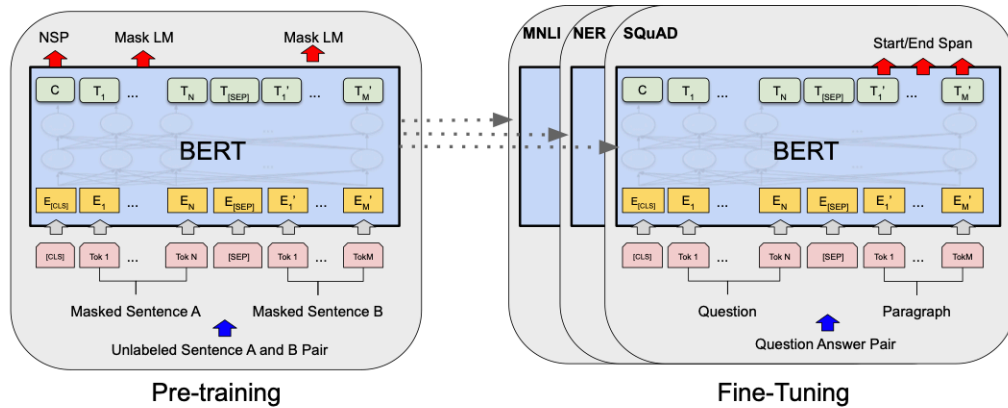 NSP Mask LM Mask LM
C T1 ... TN T[SEP] T1' ... TM'
...
...
BERT
E[CLS] E1 ... EN E[SEP] E1' ... EM'
[CLS] Tok 1 ... Tok N [SEP] Tok 1 ... TokM
Masked Sentence A Masked Sentence B
Unlabeled Sentence A and B Pair
Pre-training
MNLI NER SQuAD
Start/End Span
C T1 ... TN T[SEP] T1' ... TM'
...
...
BERT
E[CLS] E1 ... EN E[SEP] E1' ... EM'
[CLS] Tok 1 ... Tok N [SEP] Tok 1 ... TokM
Question Paragraph
Question Answer Pair
Fine-Tuning